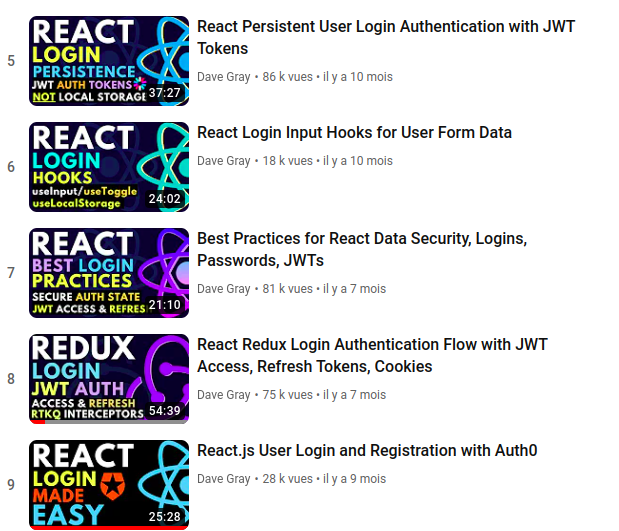 5
REACT
LOGIN
PERSISTENCE
JWT AUTH TOKENS
NOT LOCAL STORAGE
37:27
React Persistent User Login Authentication with JWT
Tokens
Dave Gray • 86 k vues • il y a 10 mois
6
REACT
LOGIN
HOOKS
useInput/useToggle
useLocalStorage
24:02
React Login Input Hooks for User Form Data
Dave Gray • 18 k vues • il y a 10 mois
7
REACT
BEST LOGIN
PRACTICES
SECURE AUTH STATE
JWT ACCESS & REFRES
21:10
Best Practices for React Data Security, Logins,
Passwords, JWTs
Dave Gray • 81 k vues • il y a 7 mois
8
REDUX
LOGIN
JWT AUTH
ACCESS & REFRESH
RTKQ INTERCEPTORS
54:39
React Redux Login Authentication Flow with JWT
Access, Refresh Tokens, Cookies
Dave Gray • 75 k vues • il y a 7 mois
9
REACT
LOGIN
MADE
EASY
25:28
React.js User Login and Registration with Auth0
Dave Gray • 28 k vues • il y a 9 mois